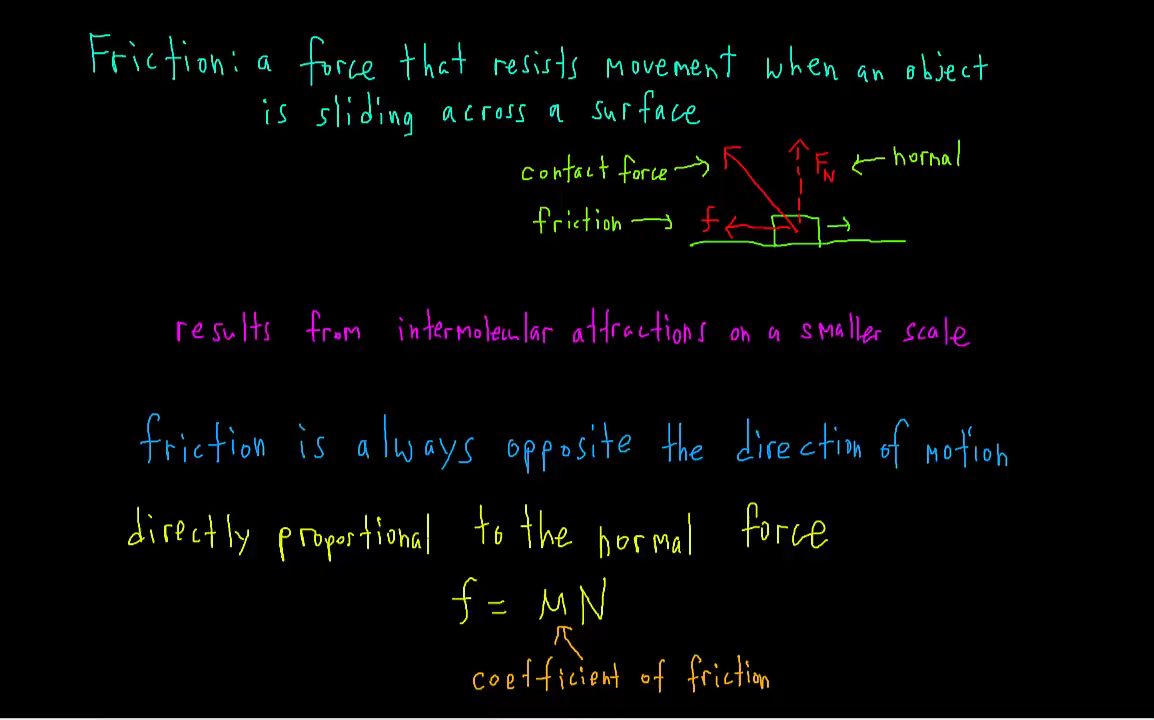 Friction: a force that resists movement when an object
is sliding across a surface
contact force → F_N ← normal
friction → f →
results from intermolecular attractions on a smaller scale
friction is always opposite the direction of motion
directly proportional to the normal force
f = μN
coefficient of friction